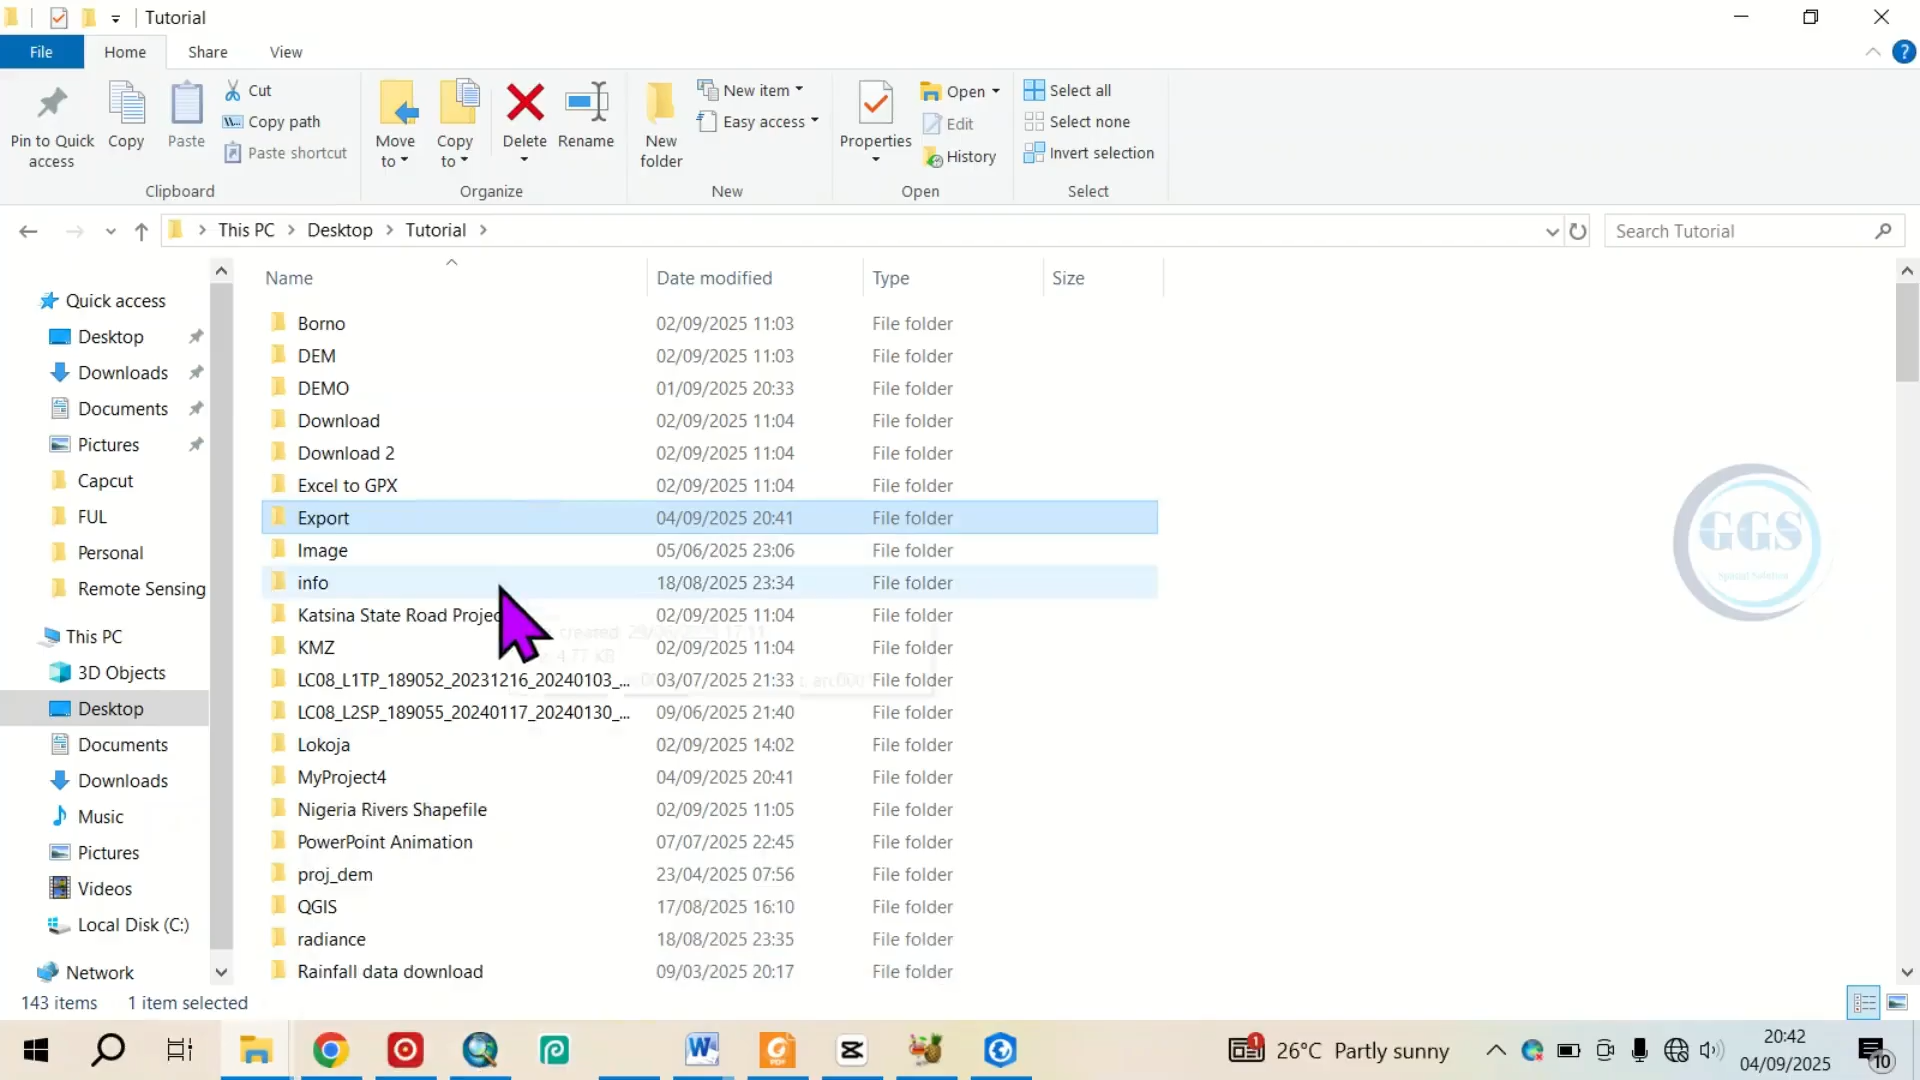 Tutorial
File Home Share View
Pin to Quick access
Copy
Paste
Cut
Copy path
Paste shortcut
Clipboard
Move to
Copy to
Delete
Rename
Organize
New folder
New item
Easy access
New
Properties
Open
Edit
History
Open
Select all
Select none
Invert selection
Select
This PC > Desktop > Tutorial >
Search Tutorial
Quick access
Desktop
Downloads
Documents
Pictures
Capcut
FUL
Personal
Remote Sensing
This PC
3D Objects
Desktop
Documents
Downloads
Music
Pictures
Videos
Local Disk (C:)
Network
Name Date modified Type Size
Borno 02/09/2025 11:03 File folder
DEM 02/09/2025 11:03 File folder
DEMO 01/09/2025 20:33 File folder
Download 02/09/2025 11:04 File folder
Download 2 02/09/2025 11:04 File folder
Excel to GPX 02/09/2025 11:04 File folder
Export 04/09/2025 20:41 File folder
Image 05/06/2025 23:06 File folder
info 18/08/2025 23:34 File folder
Katsina State Road Projec 02/09/2025 11:04 File folder
KMZ 02/09/2025 11:04 File folder
LC08_L1TP_189052_20231216_20240103_... 03/07/2025 21:33 File folder
LC08_L2SP_189055_20240117_20240130_... 09/06/2025 21:40 File folder
Lokoja 02/09/2025 14:02 File folder
MyProject4 04/09/2025 20:41 File folder
Nigeria Rivers Shapefile 02/09/2025 11:05 File folder
PowerPoint Animation 07/07/2025 22:45 File folder
proj_dem 23/04/2025 07:56 File folder
QGIS 17/08/2025 16:10 File folder
radiance 18/08/2025 23:35 File folder
Rainfall data download 09/03/2025 20:17 File folder
GGS
Spatial Solution
143 items 1 item selected
1
26°C Partly sunny
20:42
04/09/2025
10